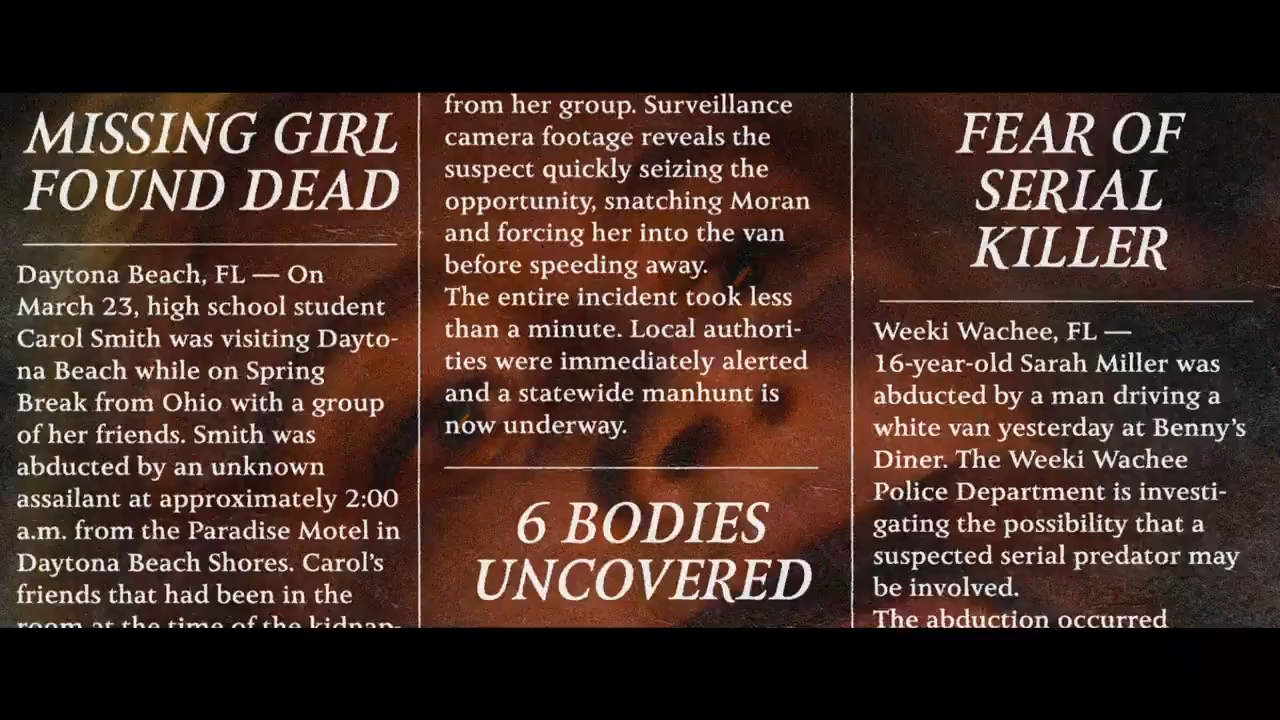 MISSING GIRL
FOUND DEAD
Daytona Beach, FL — On
March 23, high school student
Carol Smith was visiting Dayto-
na Beach while on Spring
Break from Ohio with a group
of her friends. Smith was
abducted by an unknown
assailant at approximately 2:00
a.m. from the Paradise Motel in
Daytona Beach Shores. Carol’s
friends that had been in the
room at the time of the kidnap-
from her group. Surveillance
camera footage reveals the
suspect quickly seizing the
opportunity, snatching Moran
and forcing her into the van
before speeding away.
The entire incident took less
than a minute. Local authori-
ties were immediately alerted
and a statewide manhunt is
now underway.
6 BODIES
UNCOVERED
FEAR OF
SERIAL
KILLER
Weeki Wachee, FL —
16-year-old Sarah Miller was
abducted by a man driving a
white van yesterday at Benny’s
Diner. The Weeki Wachee
Police Department is investi-
gating the possibility that a
suspected serial predator may
be involved.
The abduction occurred